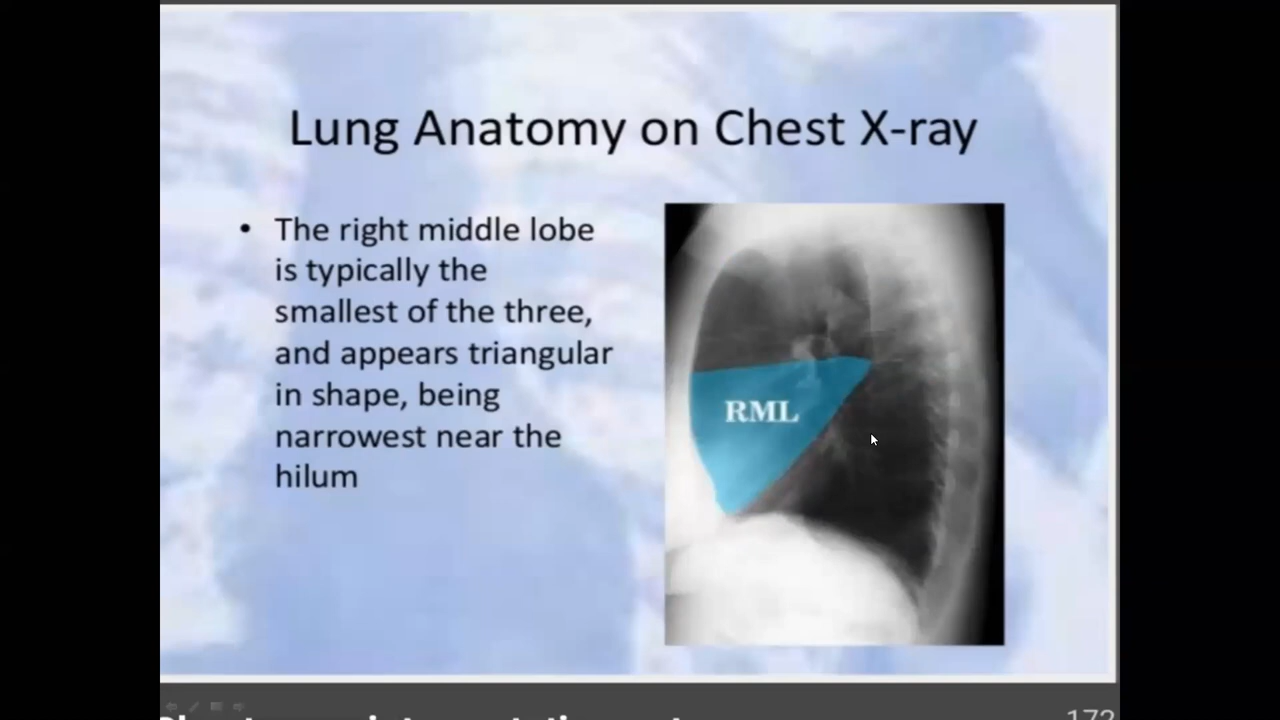 Lung Anatomy on Chest X-ray
• The right middle lobe
is typically the
smallest of the three,
and appears triangular
in shape, being
narrowest near the
hilum
RML